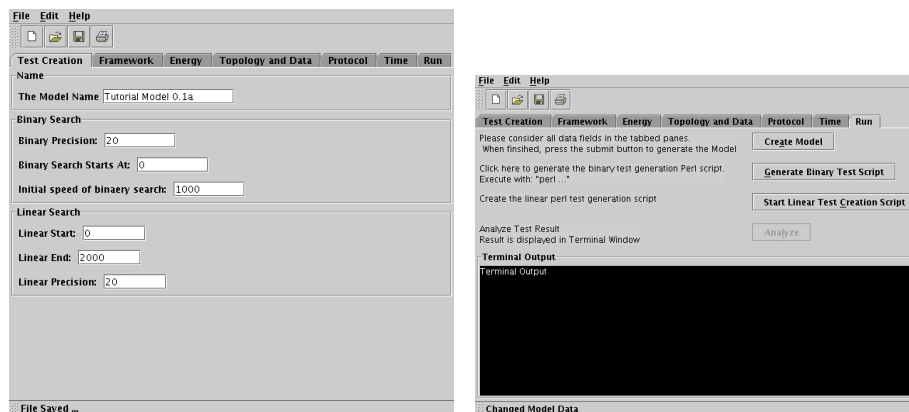 File Edit Help
Test Creation Framework Energy Topology and Data Protocol Time Run
Name
The Model Name Tutorial Model 0.1a
Binary Search
Binary Precision: 20
Binary Search Starts At: 0
Initial speed of binaery search: 1000
Linear Search
Linear Start: 0
Linear End: 2000
Linear Precision: 20
File Saved ...
File Edit Help
Test Creation Framework Energy Topology and Data Protocol Time Run
Please consider all data fields in the tabbed panes.
When finsihed, press the submit button to generate the Model
Create Model
Click here to generate the binary test generation Perl script.
Execute with: "perl ..."
Generate Binary Test Script
Create the linear perl test generation script
Start Linear Test Creation Script
Analyze Test Result
Result is displayed in Terminal Window
Analyze
Terminal Output
Terminal Output
Changed Model Data